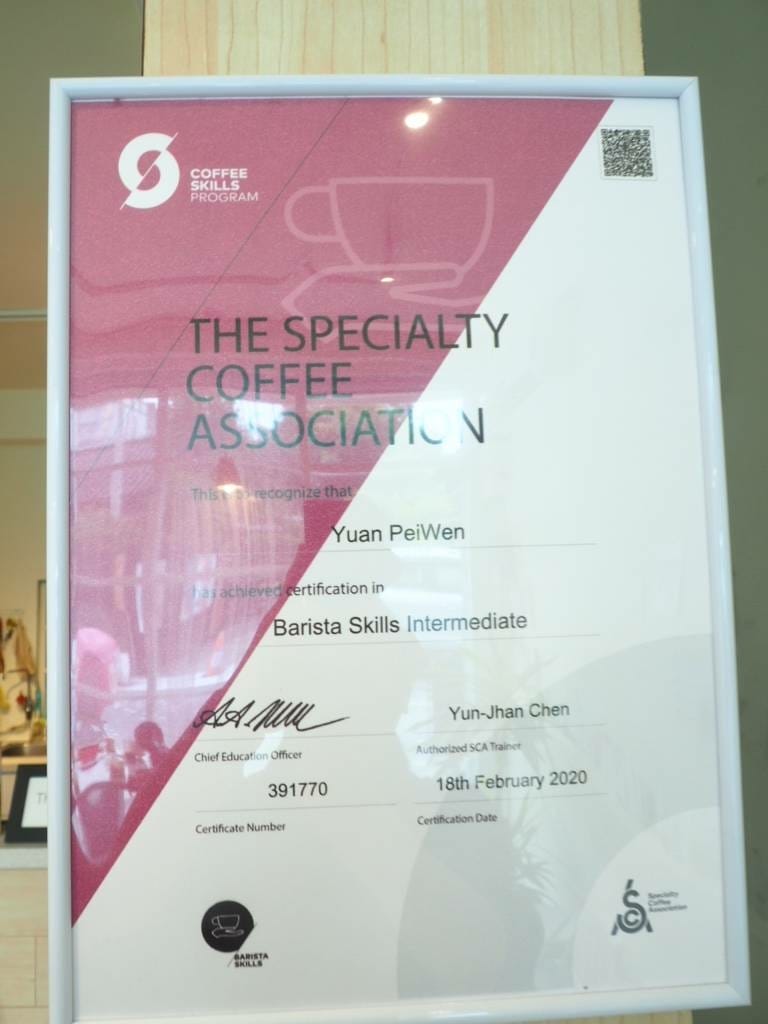 COFFEE
SKILLS
PROGRAM
THE SPECIALTY
COFFEE
ASSOCIATION
This is to recognize that
Yuan PeiWen
has achieved certification in
Barista Skills Intermediate
Yun-Jhan Chen
Chief Education Officer
Authorized SCA Trainer
391770
18th February 2020
Certificate Number
Certification Date
BARISTA
SKILLS
Specialty
Coffee
Association